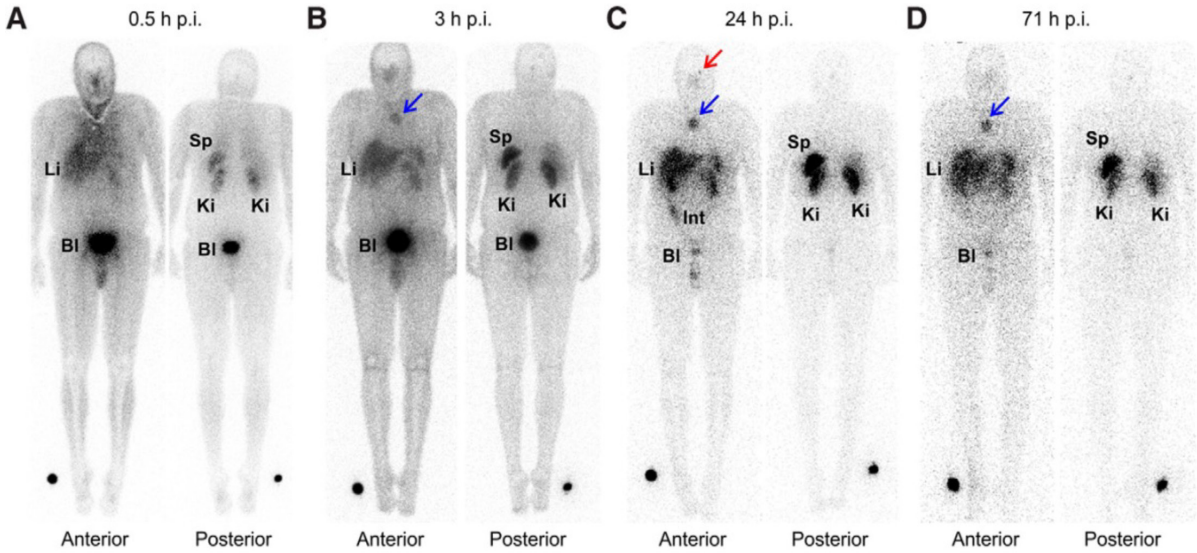 A 0.5 h p.i. B 3 h p.i. C 24 h p.i. D 71 h p.i.
Sp Sp Sp Sp
Li Li Li Li
Ki Ki Ki Ki Int Ki Ki Ki Ki
Bl Bl Bl Bl Bl Bl
Anterior Posterior Anterior Posterior Anterior Posterior Anterior Posterior